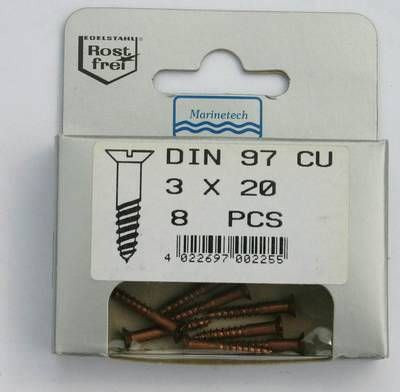 EDELSTAHL®
Rost
frei
Marinetech
DIN 97 CU
3 X 20
8 PCS
4 022697 002255